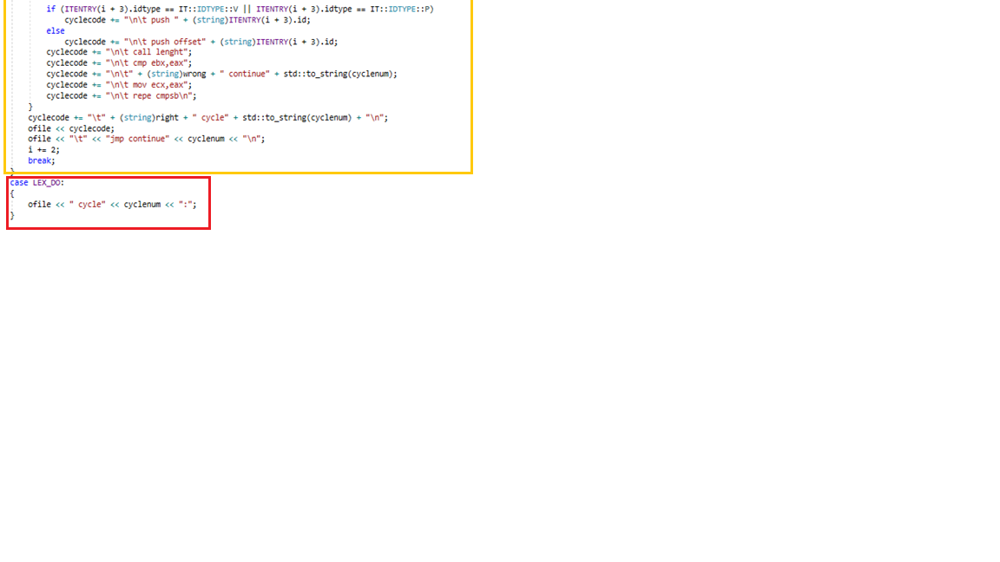 if (ITENTRY(i + 3).idtype == IT::IDTYPE::V || ITENTRY(i + 3).idtype == IT::IDTYPE::P)
cyclecode += "\n\t push " + (string)ITENTRY(i + 3).id;
else
cyclecode += "\n\t push offset" + (string)ITENTRY(i + 3).id;
cyclecode += "\n\t call lenght";
cyclecode += "\n\t cmp ebx,eax";
cyclecode += "\n\t" + (string)wrong + " continue" + std::to_string(cyclenum);
cyclecode += "\n\t mov ecx,eax";
cyclecode += "\n\t repe cmpsb\n";
}
cyclecode += "\t" + (string)right + " cycle" + std::to_string(cyclenum) + "\n";
ofile << cyclecode;
ofile << "\t" << "jmp continue" << cyclenum << "\n";
i += 2;
break;
}
case LEX_DO:
{
ofile << " cycle" << cyclenum << ":";
}